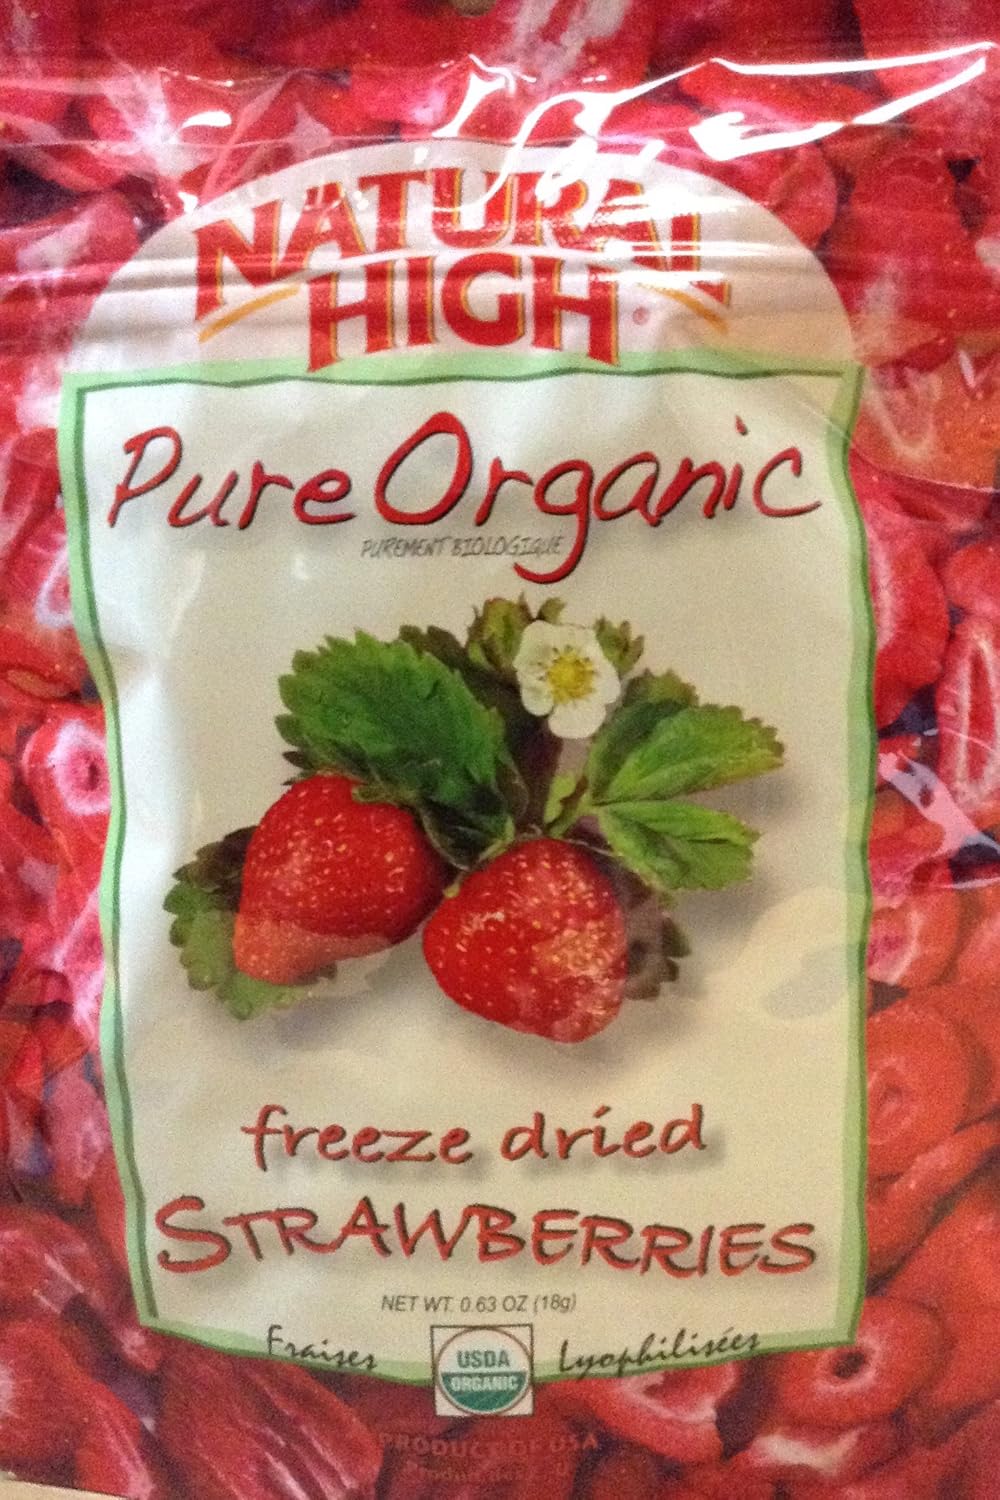 NATURAL
HIGH®
Pure Organic
PUREMENT BIOLOGIQUE
freeze dried
STRAWBERRIES
NET WT. 0.63 OZ (18g)
Fraises Lyophilisées
USDA
ORGANIC
PRODUCT OF USA